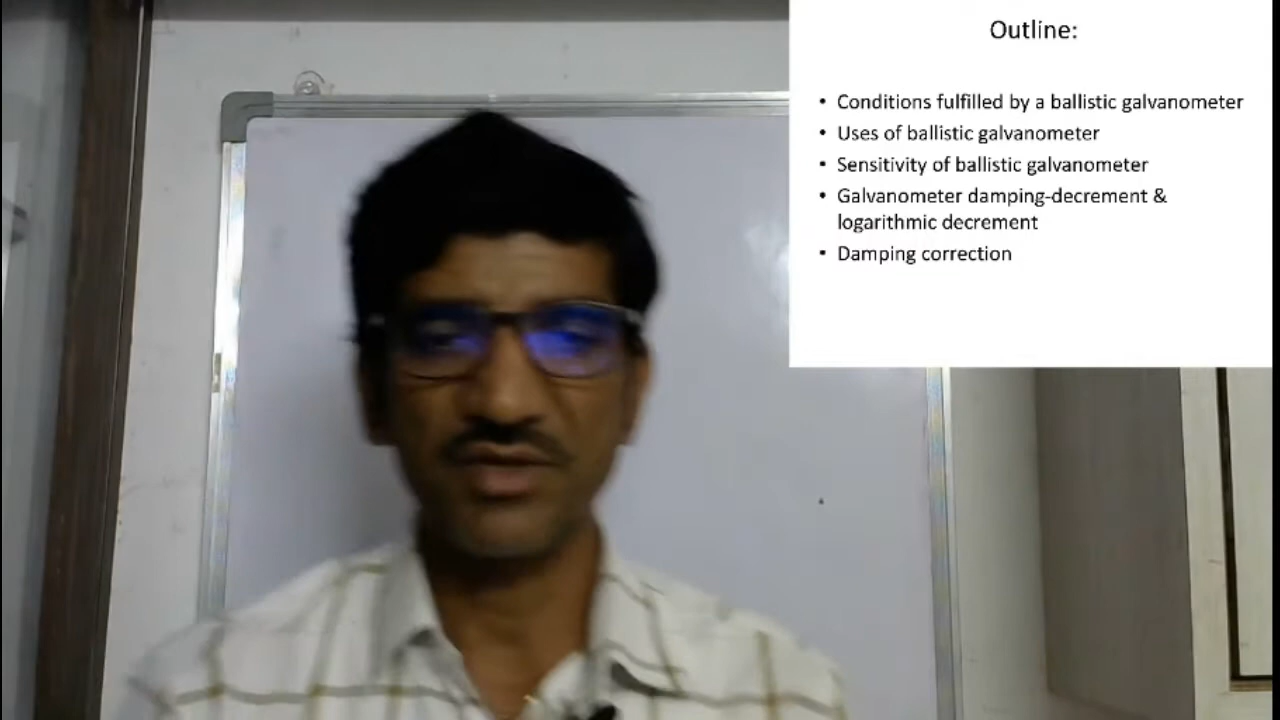 Outline:
• Conditions fulfilled by a ballistic galvanometer
• Uses of ballistic galvanometer
• Sensitivity of ballistic galvanometer
• Galvanometer damping-decrement &
logarithmic decrement
• Damping correction